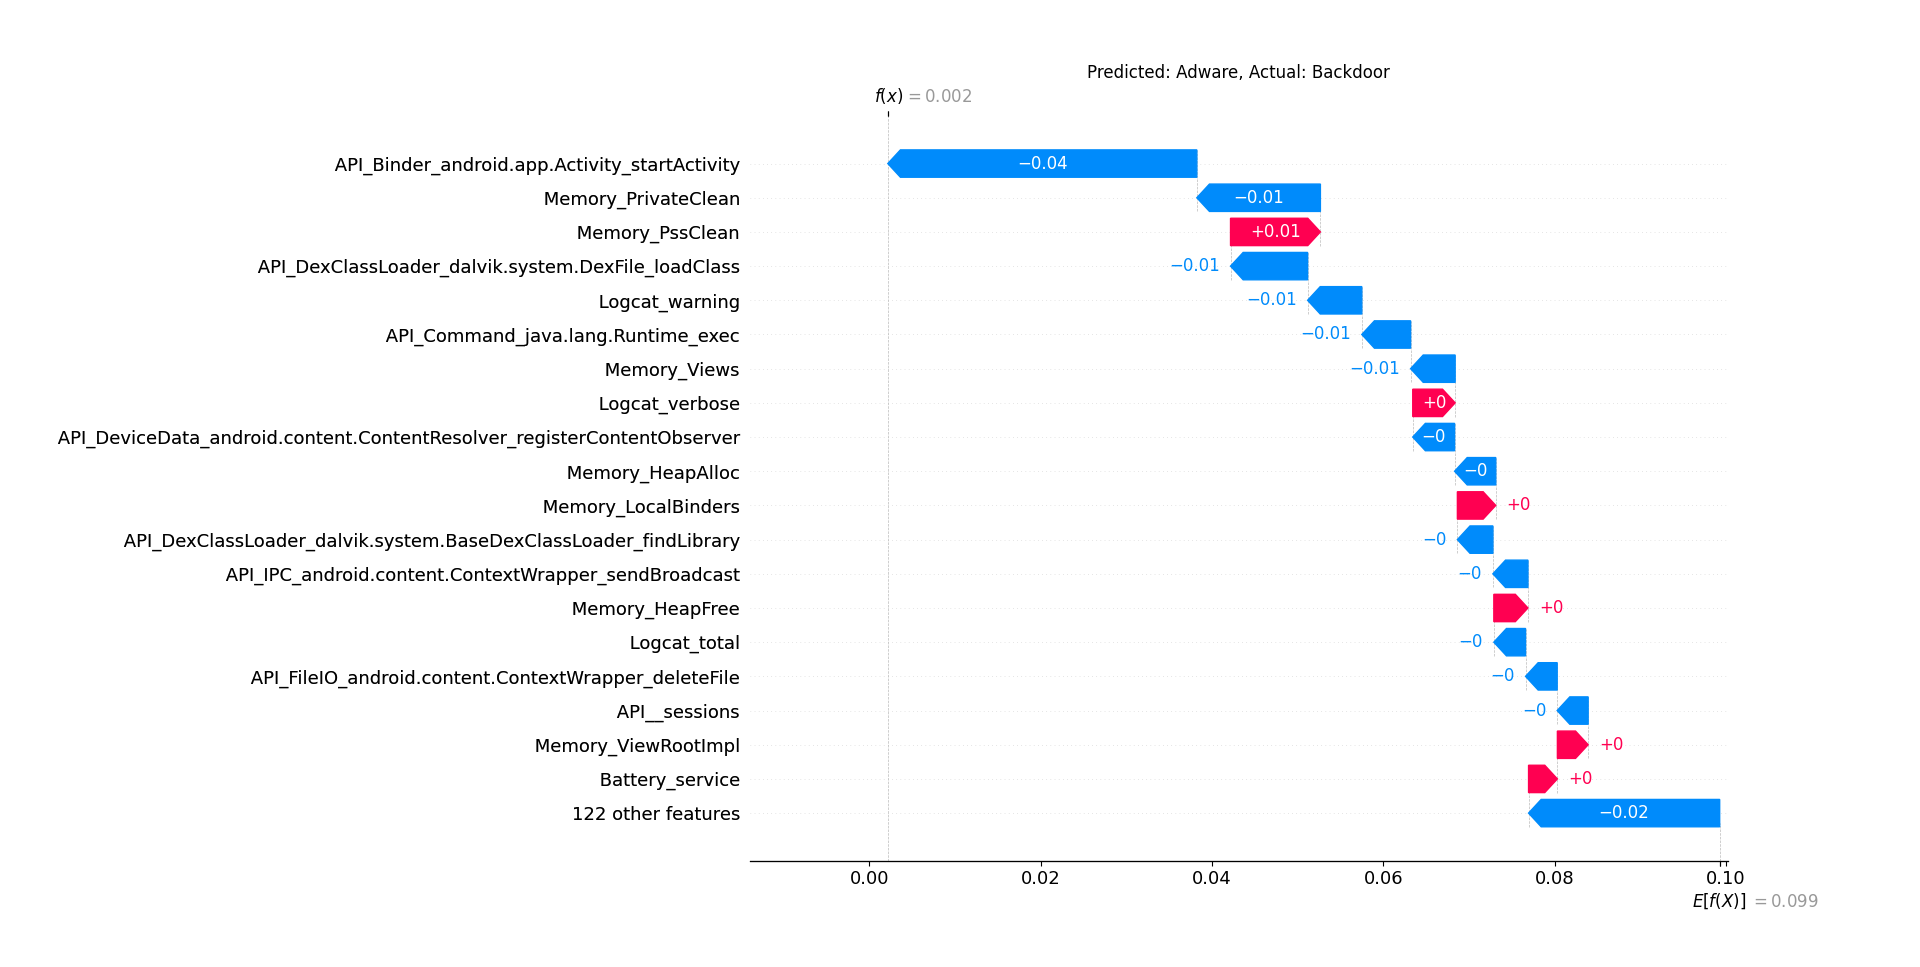 Predicted: Adware, Actual: Backdoor
f(x) = 0.002
API_Binder_android.app.Activity_startActivity −0.04
Memory_PrivateClean −0.01
Memory_PssClean +0.01
API_DexClassLoader_dalvik.system.DexFile_loadClass −0.01
Logcat_warning −0.01
API_Command_java.lang.Runtime_exec −0.01
Memory_Views −0.01
Logcat_verbose +0
API_DeviceData_android.content.ContentResolver_registerContentObserver −0
Memory_HeapAlloc −0
Memory_LocalBinders +0
API_DexClassLoader_dalvik.system.BaseDexClassLoader_findLibrary −0
API_IPC_android.content.ContextWrapper_sendBroadcast −0
Memory_HeapFree +0
Logcat_total −0
API_FileIO_android.content.ContextWrapper_deleteFile −0
API__sessions −0
Memory_ViewRootImpl +0
Battery_service +0
122 other features −0.02
0.00 0.02 0.04 0.06 0.08 0.10
E[f(X)] = 0.099